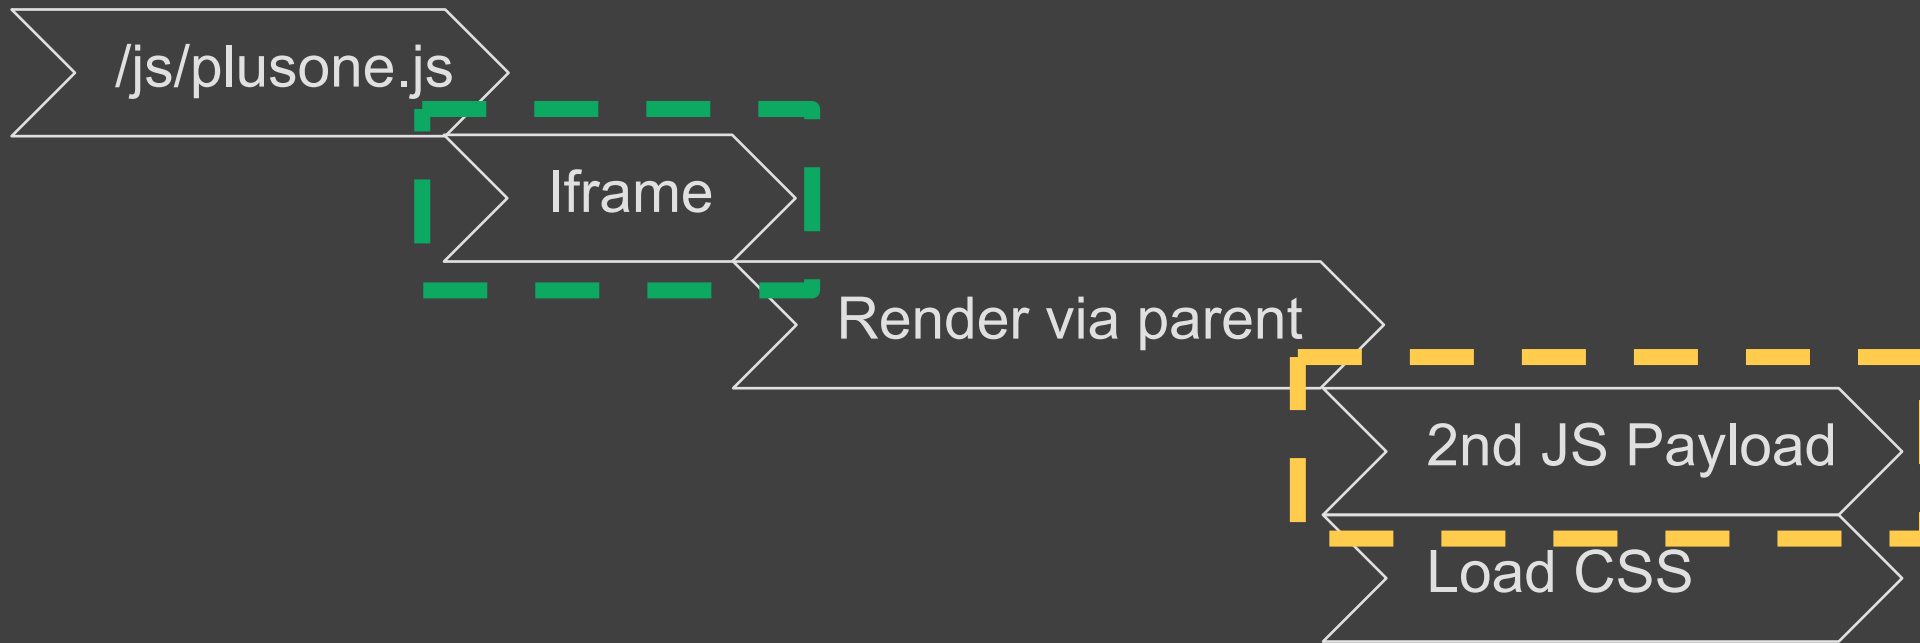 /js/plusone.js
Iframe
Render via parent
2nd JS Payload
Load CSS